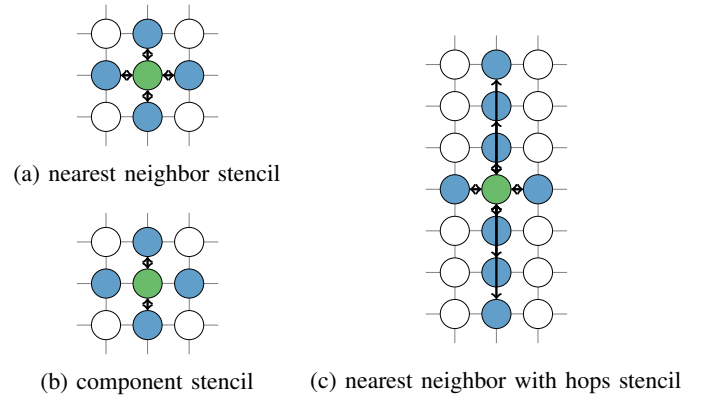 (a) nearest neighbor stencil
(b) component stencil
(c) nearest neighbor with hops stencil